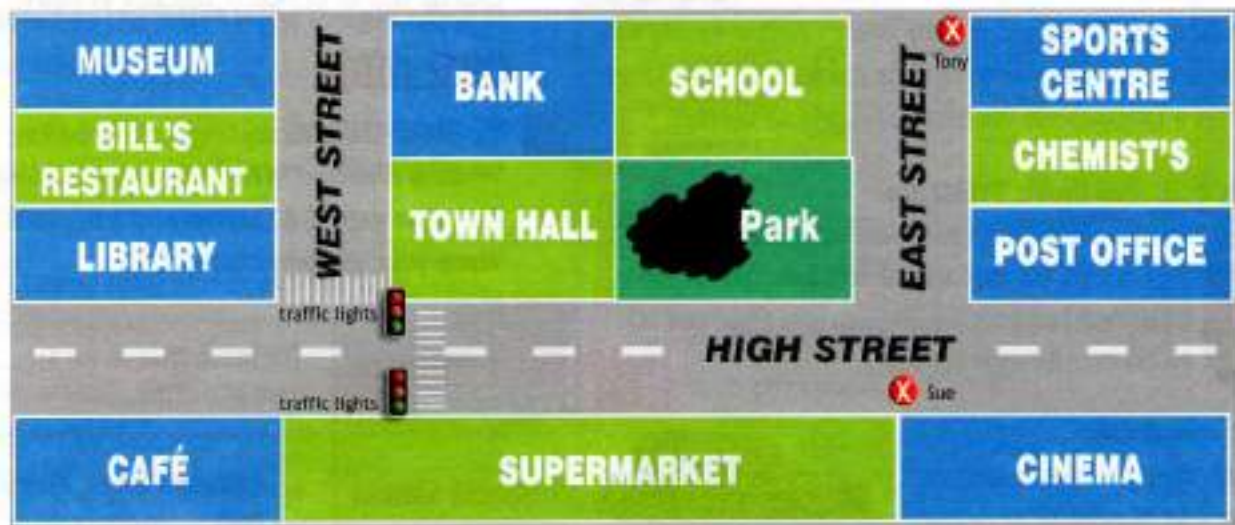 MUSEUM
BILL'S
RESTAURANT
LIBRARY
WEST STREET
BANK
SCHOOL
TOWN HALL
Park
EAST STREET
X
Tony
SPORTS
CENTRE
CHEMIST'S
POST OFFICE
traffic lights
HIGH STREET
traffic lights
X
Sue
CAFÉ
SUPERMARKET
CINEMA